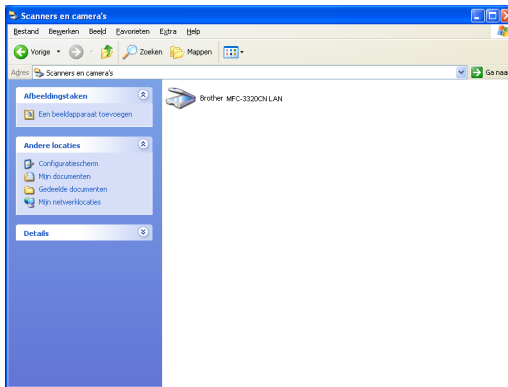 Scanners en camera's
Bestand Bewerken Beeld Favorieten Extra Help
Vorige Zoeken Mappen
Adres Scanners en camera's Ga naar
Afbeeldingstaken
Een beeldapparaat toevoegen
Andere locaties
Configuratiescherm
Mijn documenten
Gedeelde documenten
Mijn netwerklocaties
Details
Brother MFC-3320CN LAN